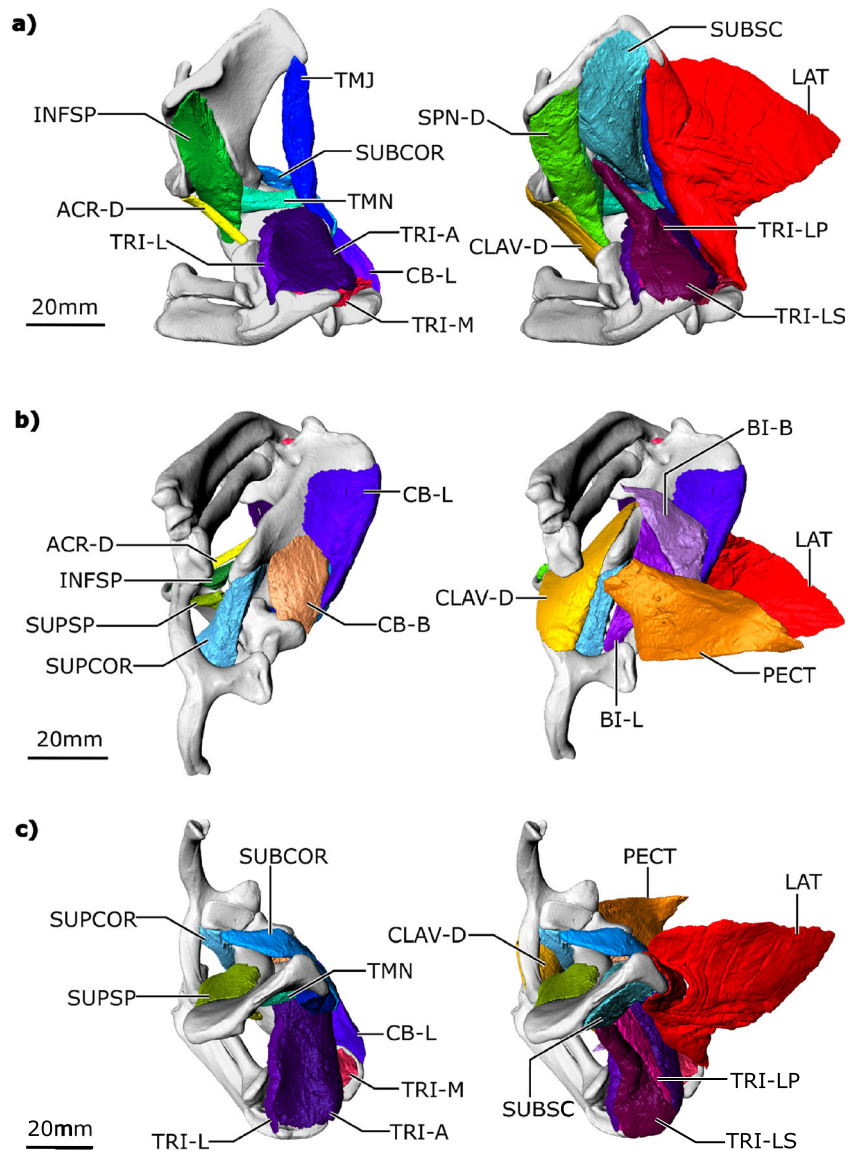 a)
TMJ
INFSP
SUBCOR
TMN
ACR-D
TRI-L
TRI-A
CB-L
TRI-M
20mm
SUBSC
LAT
SPN-D
TRI-LP
CLAV-D
TRI-LS
b)
CB-L
ACR-D
INFSP
SUPSP
CB-B
SUPCOR
20mm
BI-B
LAT
CLAV-D
PECT
BI-L
c)
SUBCOR
SUPCOR
TMN
SUPSP
CB-L
TRI-M
TRI-L
TRI-A
20mm
PECT
LAT
CLAV-D
TRI-LP
SUBSC
TRI-LS